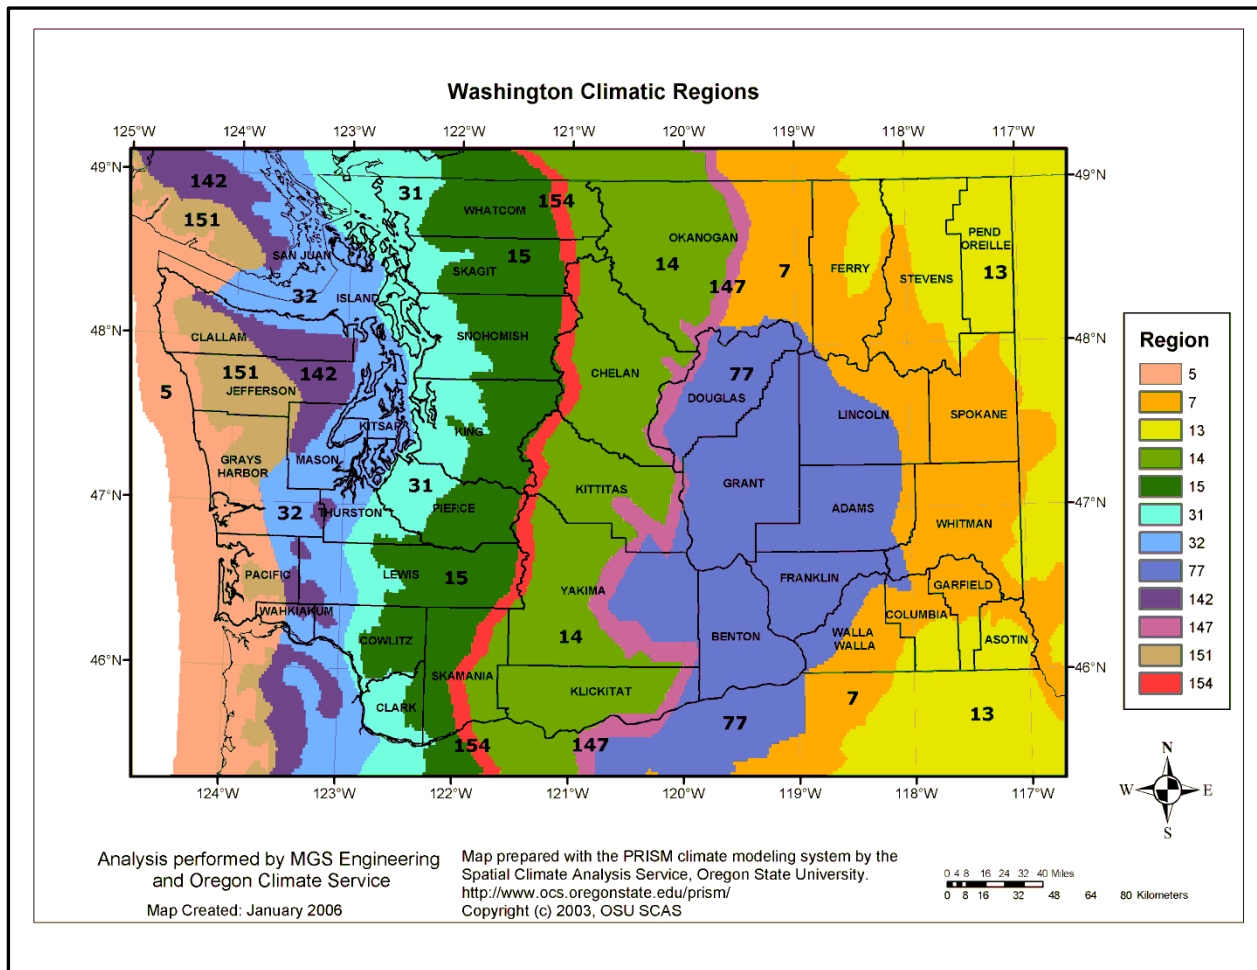 Washington Climatic Regions
125°W 124°W 123°W 122°W 121°W 120°W 119°W 118°W 117°W
49°N 49°N
142
31
154
WHATCOM
151
PEND
OREILLE
OKANOGAN
SAN JUAN
15
14
7
FERRY
STEVENS
13
SKAGIT
147
32
ISLAND
48°N 48°N
CLALLAM
SNOHOMISH
151
142
CHELAN
77
5
JEFFERSON
DOUGLAS
LINCOLN
SPOKANE
KITSAP
KING
GRAYS
HARBOR
MASON
31
KITTITAS
GRANT
47°N 47°N
32
THURSTON
PIERCE
ADAMS
WHITMAN
PACIFIC
LEWIS
15
YAKIMA
FRANKLIN
GARFIELD
WAHKIAKUM
COLUMBIA
COWLITZ
14
BENTON
WALLA
WALLA
ASOTIN
46°N 46°N
SKAMANIA
KLICKITAT
CLARK
7
13
77
154
147
124°W 123°W 122°W 121°W 120°W 119°W 118°W 117°W
Region
5
7
13
14
15
31
32
77
142
147
151
154
N
W E
S
Analysis performed by MGS Engineering
and Oregon Climate Service
Map Created: January 2006
Map prepared with the PRISM climate modeling system by the
Spatial Climate Analysis Service, Oregon State University.
http://www.ocs.oregonstate.edu/prism/
Copyright (c) 2003, OSU SCAS
0 4 8 16 24 32 40 Miles
0 8 16 32 48 64 80 Kilometers